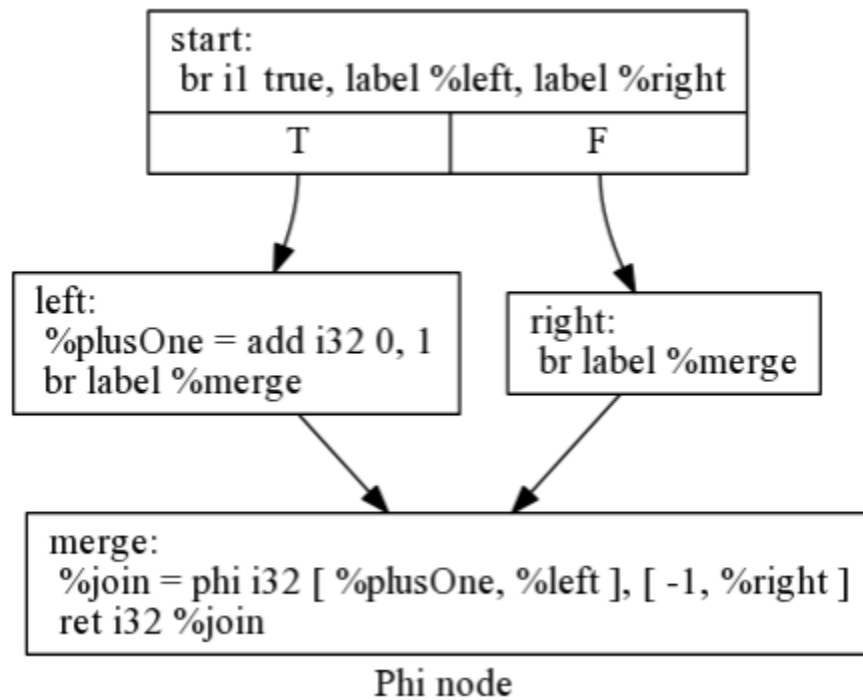 start:
br i1 true, label %left, label %right
T
F
left:
%plusOne = add i32 0, 1
br label %merge
right:
br label %merge
merge:
%join = phi i32 [ %plusOne, %left ], [ -1, %right ]
ret i32 %join
Phi node